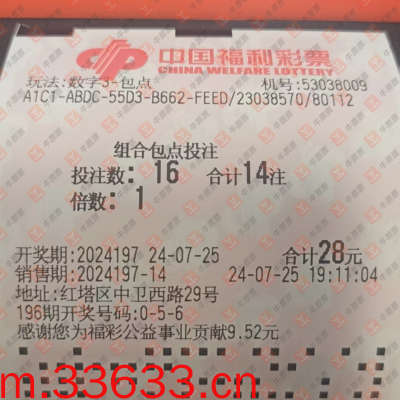 中国福利彩票
CHINA WELFARE LOTTERY
玩法:数字3-包点 机号:53038009
A1C1-ABDC-55D3-B662-FEED/23038570/80112
组合包点投注
投注数: 16 合计14注
倍数: 1
开奖期:2024197 24-07-25 合计28元
销售期:2024197-14 24-07-25 19:11:04
地址:红塔区中卫西路29号
196期开奖号码:0-5-6
感谢您为福彩公益事业贡献9.52元
m.33633.cn